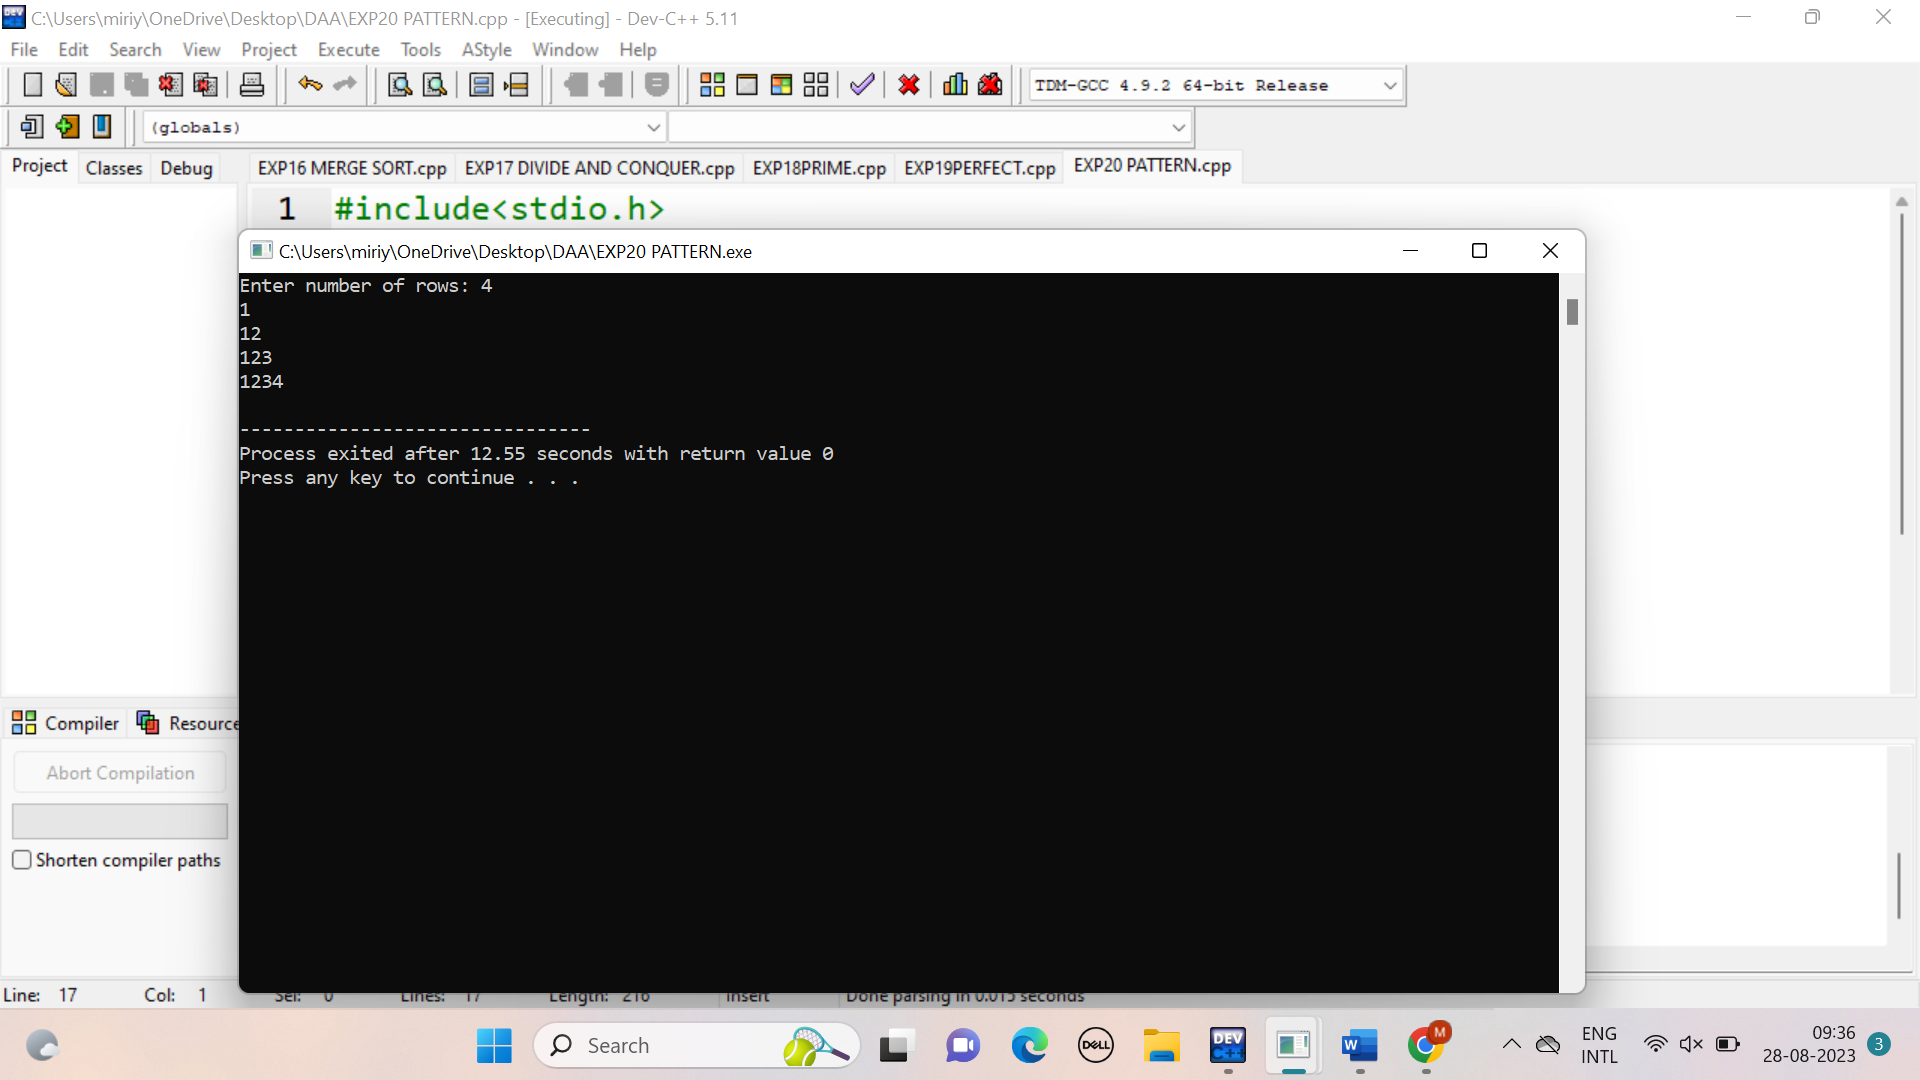 C:\Users\miriy\OneDrive\Desktop\DAA\EXP20 PATTERN.cpp - [Executing] - Dev-C++ 5.11
File Edit Search View Project Execute Tools AStyle Window Help
TDM-GCC 4.9.2 64-bit Release
(globals)
Project Classes Debug EXP16 MERGE SORT.cpp EXP17 DIVIDE AND CONQUER.cpp EXP18PRIME.cpp EXP19PERFECT.cpp EXP20 PATTERN.cpp
1 #include<stdio.h>
C:\Users\miriy\OneDrive\Desktop\DAA\EXP20 PATTERN.exe
Enter number of rows: 4
1
12
123
1234
--------------------------------
Process exited after 12.55 seconds with return value 0
Press any key to continue . . .
Compiler Resource
Abort Compilation
Shorten compiler paths
Line: 17 Col: 1 Sel: 0 Lines: 17 Length: 216 Insert Done parsing in 0.015 seconds
Search
DELL
DEV
C++
W
M
ENG
INTL
09:36
28-08-2023
3